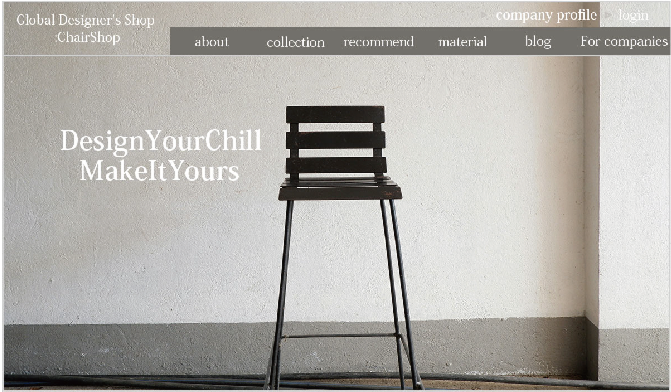 Global Designer's Shop
:ChairShop
company profile
login
about
collection
recommend
material
blog
For companies
DesignYourChill
MakeItYours